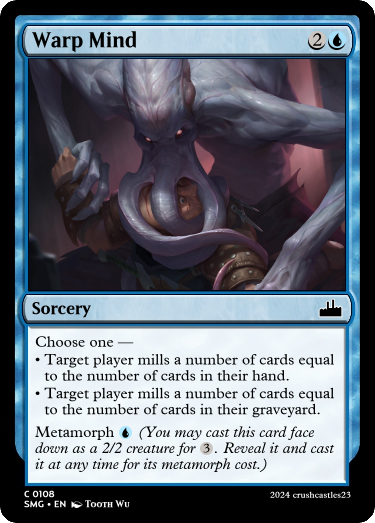 Warp Mind 2
Sorcery
Choose one —
• Target player mills a number of cards equal
to the number of cards in their hand.
• Target player mills a number of cards equal
to the number of cards in their graveyard.
Metamorph (You may cast this card face
down as a 2/2 creature for 3. Reveal it and cast
it at any time for its metamorph cost.)
C 0108
SMG • EN Tooth Wu
2024 crushcastles23